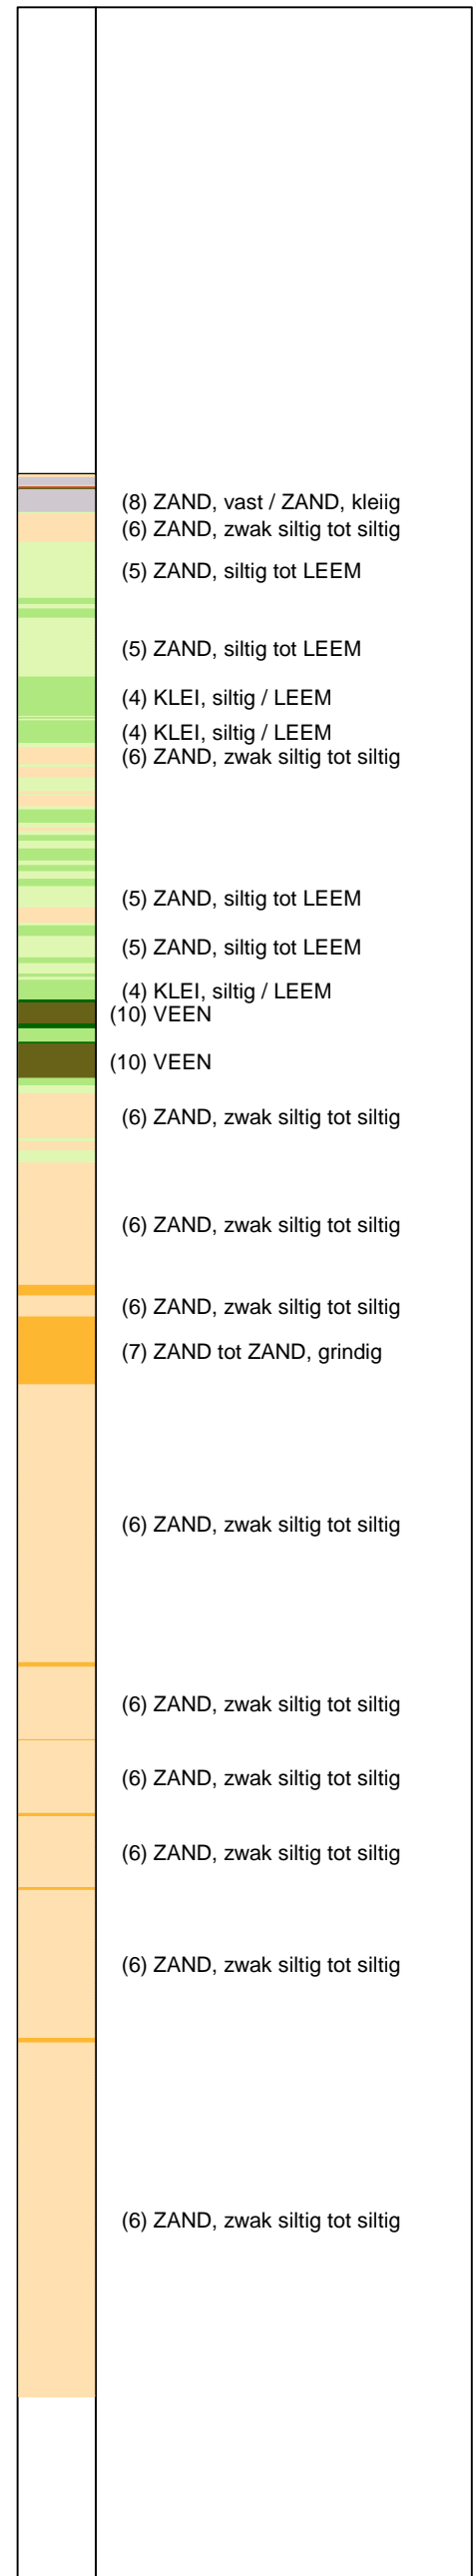 (8) ZAND, vast / ZAND, kleiig
(6) ZAND, zwak siltig tot siltig
(5) ZAND, siltig tot LEEM
(5) ZAND, siltig tot LEEM
(4) KLEI, siltig / LEEM
(4) KLEI, siltig / LEEM
(6) ZAND, zwak siltig tot siltig
(5) ZAND, siltig tot LEEM
(5) ZAND, siltig tot LEEM
(4) KLEI, siltig / LEEM
(10) VEEN
(10) VEEN
(6) ZAND, zwak siltig tot siltig
(6) ZAND, zwak siltig tot siltig
(6) ZAND, zwak siltig tot siltig
(7) ZAND tot ZAND, grindig
(6) ZAND, zwak siltig tot siltig
(6) ZAND, zwak siltig tot siltig
(6) ZAND, zwak siltig tot siltig
(6) ZAND, zwak siltig tot siltig
(6) ZAND, zwak siltig tot siltig
(6) ZAND, zwak siltig tot siltig